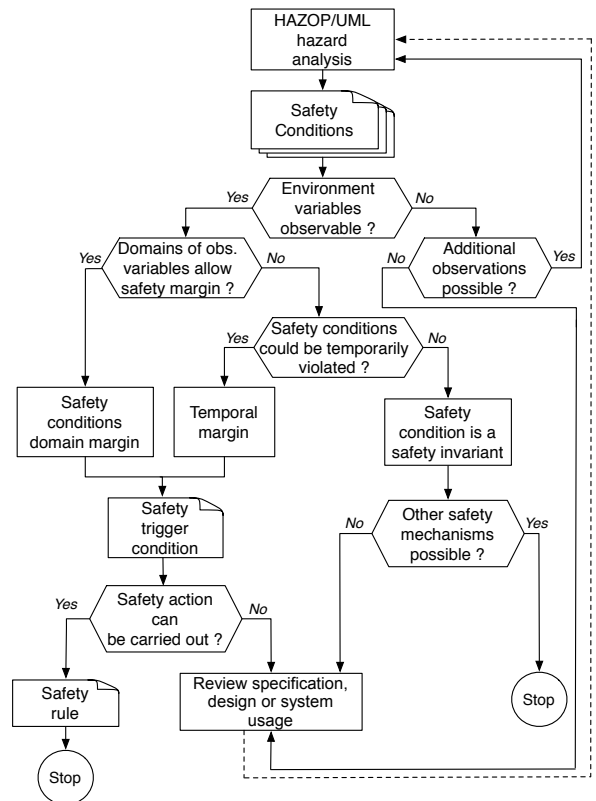 HAZOP/UML
hazard
analysis
Safety
Conditions
Yes
Environment
variables
observable ?
No
Yes
Domains of obs.
variables allow
safety margin ?
No
No
Additional
observations
possible ?
Yes
Yes
Safety conditions
could be temporarily
violated ?
No
Safety
conditions
domain margin
Temporal
margin
Safety
condition is a
safety invariant
Safety
trigger
condition
No
Other safety
mechanisms
possible ?
Yes
Yes
Safety action
can
be carried out ?
No
Safety
rule
Review specification,
design or system
usage
Stop
Stop